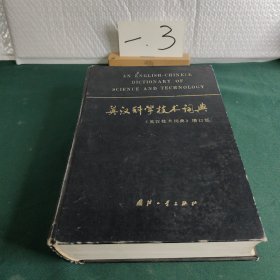 一.3
AN ENGLISH-CHINESE
DICTIONARY OF
SCIENCE AND TECHNOLOGY
英汉科学技术词典
《英汉技术词典》增订版
国防工业出版社